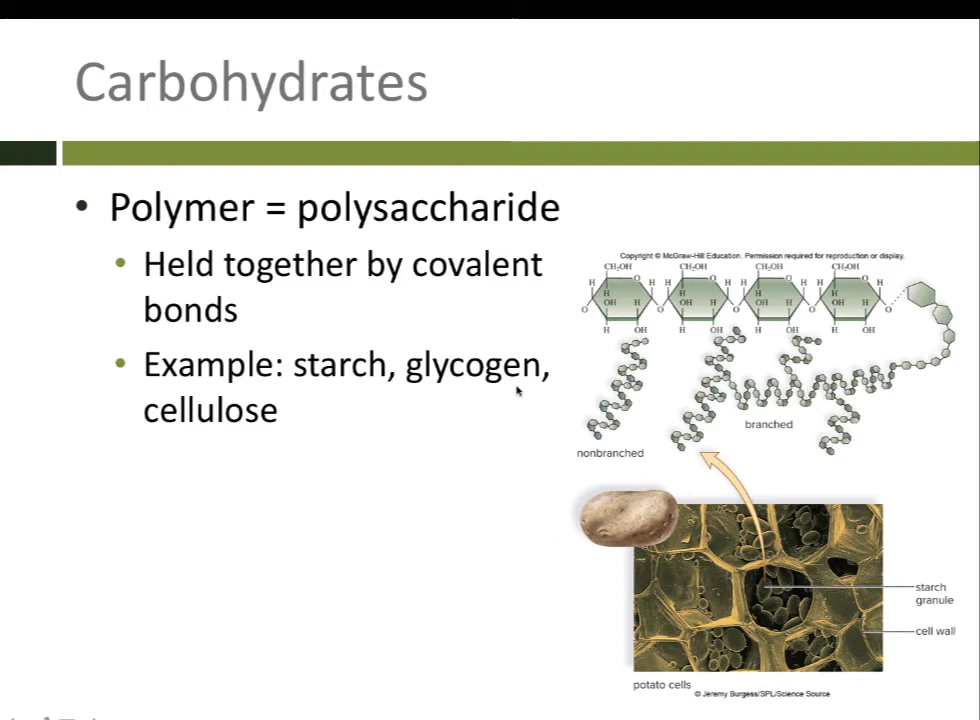 Carbohydrates
• Polymer = polysaccharide
• Held together by covalent
bonds
• Example: starch, glycogen,
cellulose
Copyright © McGraw-Hill Education. Permission required for reproduction or display.
CH₂OH CH₂OH CH₂OH CH₂OH
O O O O
H H H H H H H H
H H H H
OH H OH H OH H OH H
O O O O O
H OH H OH H OH H OH
nonbranched
branched
starch
granule
cell wall
potato cells
© Jeremy Burgess/SPL/Science Source